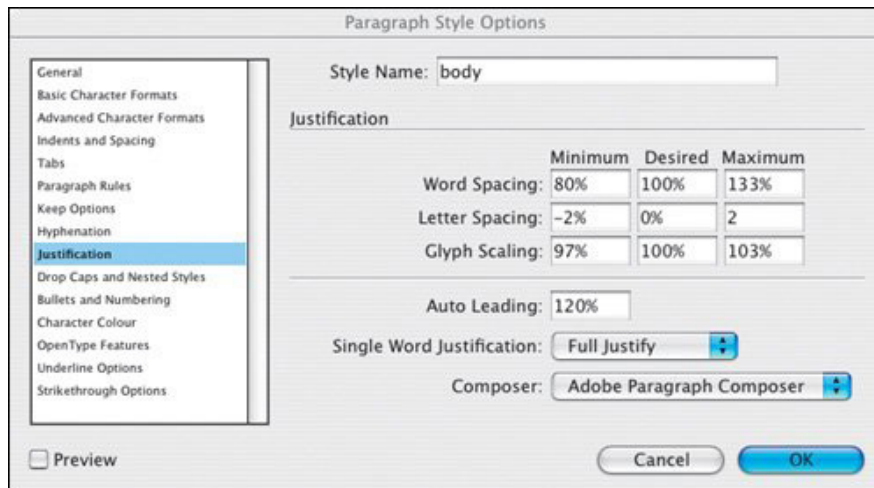 Paragraph Style Options
General
Basic Character Formats
Advanced Character Formats
Indents and Spacing
Tabs
Paragraph Rules
Keep Options
Hyphenation
Justification
Drop Caps and Nested Styles
Bullets and Numbering
Character Colour
OpenType Features
Underline Options
Strikethrough Options
Style Name: body
Justification
Minimum Desired Maximum
Word Spacing: 80% 100% 133%
Letter Spacing: -2% 0% 2
Glyph Scaling: 97% 100% 103%
Auto Leading: 120%
Single Word Justification: Full Justify
Composer: Adobe Paragraph Composer
Preview
Cancel OK